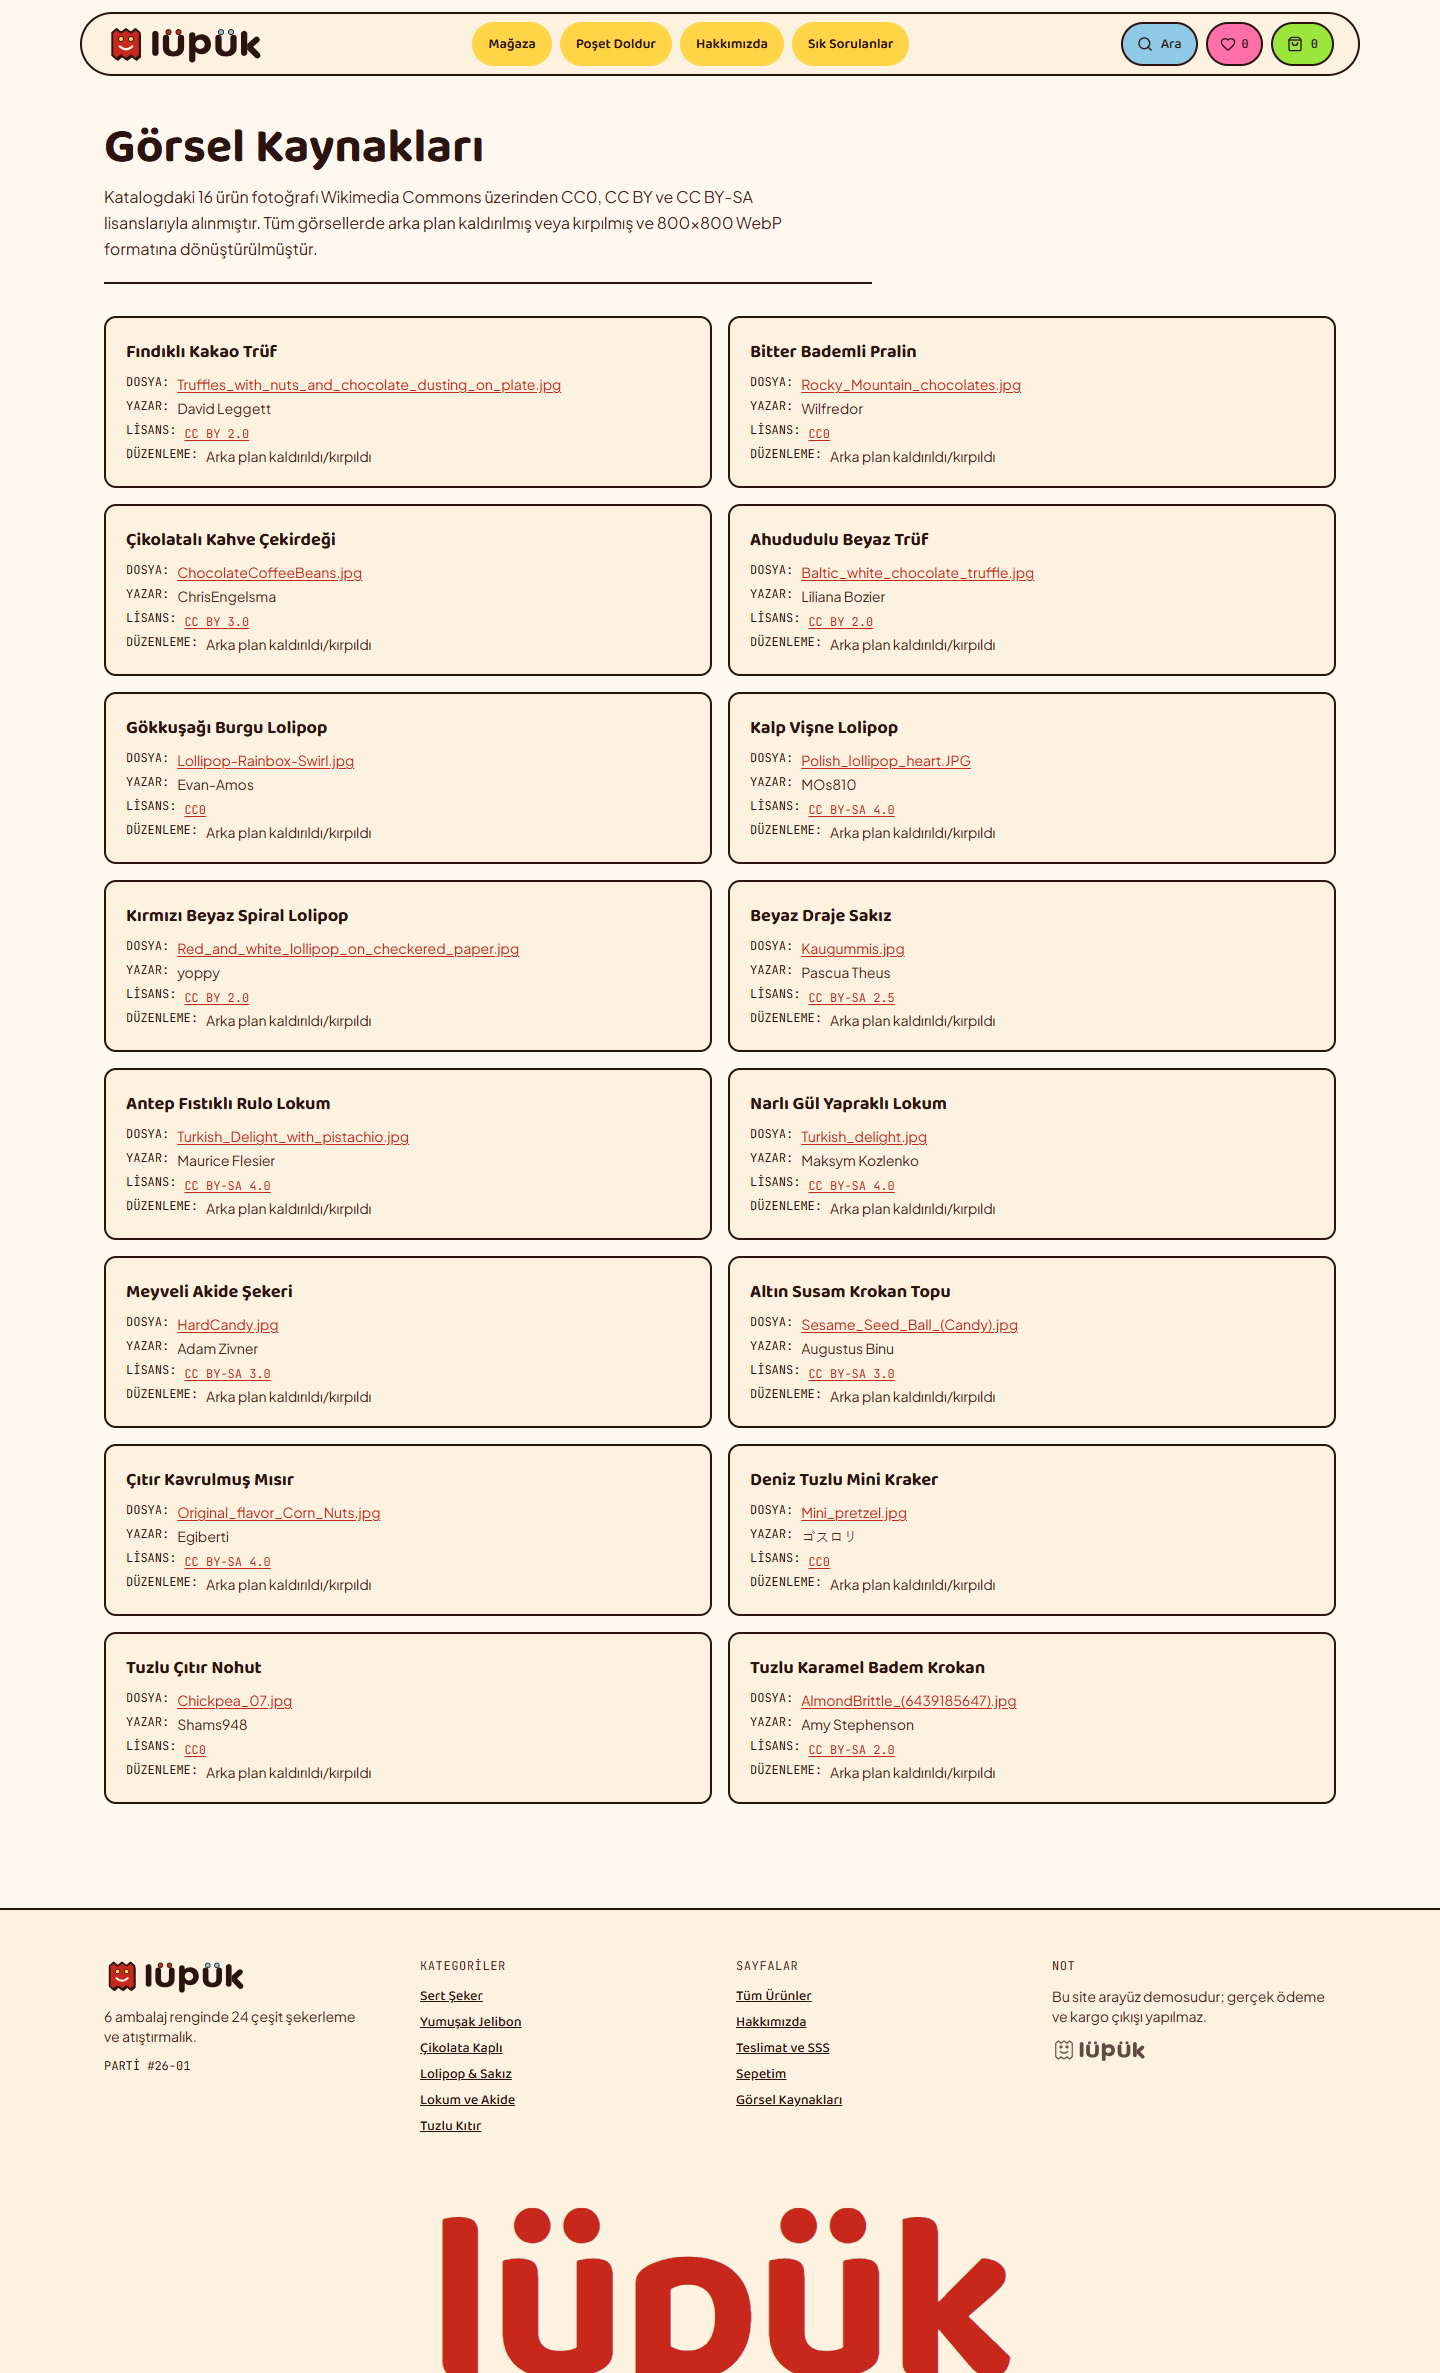 lüpük
Mağaza
Poşet Doldur
Hakkımızda
Sık Sorulanlar
Ara
0
0
Görsel Kaynakları
Katalogdaki 16 ürün fotoğrafı Wikimedia Commons üzerinden CC0, CC BY ve CC BY-SA
lisanslarıyla alınmıştır. Tüm görsellerde arka plan kaldırılmış veya kırpılmış ve 800×800 WebP
formatına dönüştürülmüştür.
Fındıklı Kakao Trüf
DOSYA: Truffles_with_nuts_and_chocolate_dusting_on_plate.jpg
YAZAR: David Leggett
LİSANS: CC BY 2.0
DÜZENLEME: Arka plan kaldırıldı/kırpıldı
Bitter Bademli Pralin
DOSYA: Rocky_Mountain_chocolates.jpg
YAZAR: Wilfredor
LİSANS: CC0
DÜZENLEME: Arka plan kaldırıldı/kırpıldı
Çikolatalı Kahve Çekirdeği
DOSYA: ChocolateCoffeeBeans.jpg
YAZAR: ChrisEngelsma
LİSANS: CC BY 3.0
DÜZENLEME: Arka plan kaldırıldı/kırpıldı
Ahududulu Beyaz Trüf
DOSYA: Baltic_white_chocolate_truffle.jpg
YAZAR: Liliana Bozier
LİSANS: CC BY 2.0
DÜZENLEME: Arka plan kaldırıldı/kırpıldı
Gökkuşağı Burgu Lolipop
DOSYA: Lollipop-Rainbox-Swirl.jpg
YAZAR: Evan-Amos
LİSANS: CC0
DÜZENLEME: Arka plan kaldırıldı/kırpıldı
Kalp Vişne Lolipop
DOSYA: Polish_lollipop_heart.JPG
YAZAR: MOs810
LİSANS: CC BY-SA 4.0
DÜZENLEME: Arka plan kaldırıldı/kırpıldı
Kırmızı Beyaz Spiral Lolipop
DOSYA: Red_and_white_lollipop_on_checkered_paper.jpg
YAZAR: yoppy
LİSANS: CC BY 2.0
DÜZENLEME: Arka plan kaldırıldı/kırpıldı
Beyaz Draje Sakız
DOSYA: Kaugummis.jpg
YAZAR: Pascua Theus
LİSANS: CC BY-SA 2.5
DÜZENLEME: Arka plan kaldırıldı/kırpıldı
Antep Fıstıklı Rulo Lokum
DOSYA: Turkish_Delight_with_pistachio.jpg
YAZAR: Maurice Flesier
LİSANS: CC BY-SA 4.0
DÜZENLEME: Arka plan kaldırıldı/kırpıldı
Narlı Gül Yapraklı Lokum
DOSYA: Turkish_delight.jpg
YAZAR: Maksym Kozlenko
LİSANS: CC BY-SA 4.0
DÜZENLEME: Arka plan kaldırıldı/kırpıldı
Meyveli Akide Şekeri
DOSYA: HardCandy.jpg
YAZAR: Adam Zivner
LİSANS: CC BY-SA 3.0
DÜZENLEME: Arka plan kaldırıldı/kırpıldı
Altın Susam Krokan Topu
DOSYA: Sesame_Seed_Ball_(Candy).jpg
YAZAR: Augustus Binu
LİSANS: CC BY-SA 3.0
DÜZENLEME: Arka plan kaldırıldı/kırpıldı
Çıtır Kavrulmuş Mısır
DOSYA: Original_flavor_Corn_Nuts.jpg
YAZAR: Egiberti
LİSANS: CC BY-SA 4.0
DÜZENLEME: Arka plan kaldırıldı/kırpıldı
Deniz Tuzlu Mini Kraker
DOSYA: Mini_pretzel.jpg
YAZAR: ゴスロリ
LİSANS: CC0
DÜZENLEME: Arka plan kaldırıldı/kırpıldı
Tuzlu Çıtır Nohut
DOSYA: Chickpea_07.jpg
YAZAR: Shams948
LİSANS: CC0
DÜZENLEME: Arka plan kaldırıldı/kırpıldı
Tuzlu Karamel Badem Krokan
DOSYA: AlmondBrittle_(6439185647).jpg
YAZAR: Amy Stephenson
LİSANS: CC BY-SA 2.0
DÜZENLEME: Arka plan kaldırıldı/kırpıldı
lüpük
6 ambalaj renginde 24 çeşit şekerleme
ve atıştırmalık.
PARTİ #26-01
KATEGORİLER
Sert Şeker
Yumuşak Jelibon
Çikolata Kaplı
Lolipop & Sakız
Lokum ve Akide
Tuzlu Kıtır
SAYFALAR
Tüm Ürünler
Hakkımızda
Teslimat ve SSS
Sepetim
Görsel Kaynakları
NOT
Bu site arayüz demosudur; gerçek ödeme
ve kargo çıkışı yapılmaz.
lüpük
lüpük